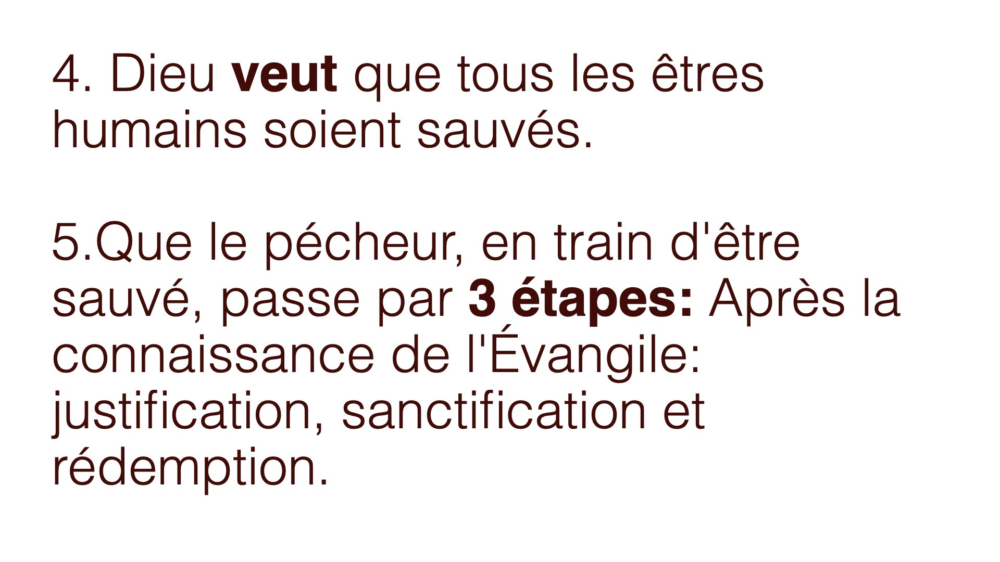 4. Dieu veut que tous les êtres
humains soient sauvés.
5.Que le pécheur, en train d'être
sauvé, passe par 3 étapes: Après la
connaissance de l'Évangile:
justification, sanctification et
rédemption.